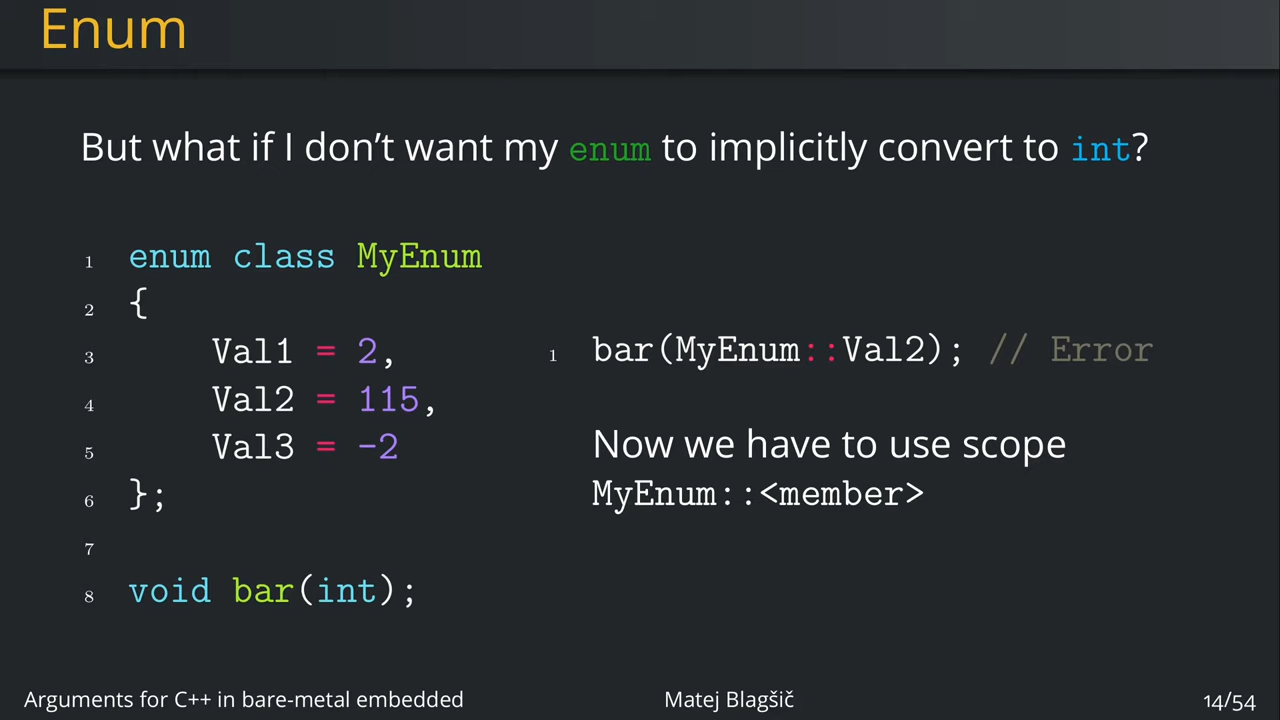 Enum
But what if I don't want my enum to implicitly convert to int?
1 enum class MyEnum
2 {
3 Val1 = 2,
4 Val2 = 115,
5 Val3 = -2
6 };
7
8 void bar(int);
1 bar(MyEnum::Val2); // Error
Now we have to use scope
MyEnum::<member>
Arguments for C++ in bare-metal embedded
Matej Blagšič
14/54